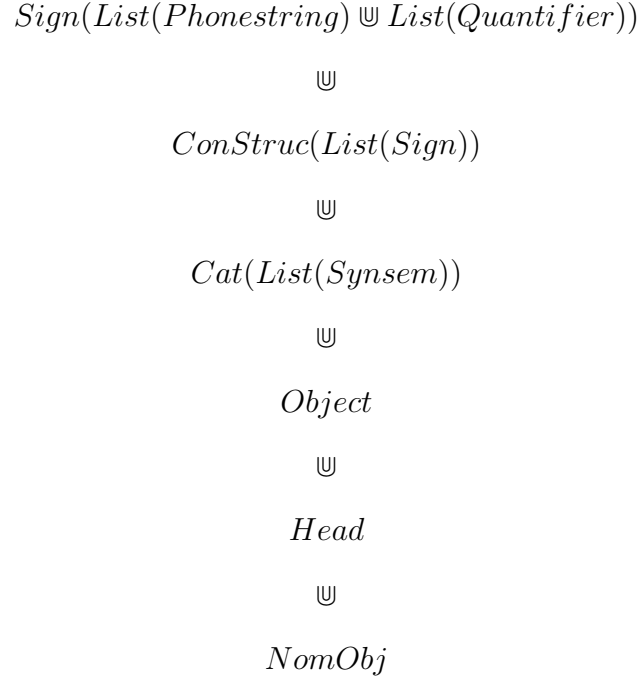 Sign(List(Phonestring) ⋓ List(Quantifier))
⋓
ConStruc(List(Sign))
⋓
Cat(List(Synsem))
⋓
Object
⋓
Head
⋓
NomObj